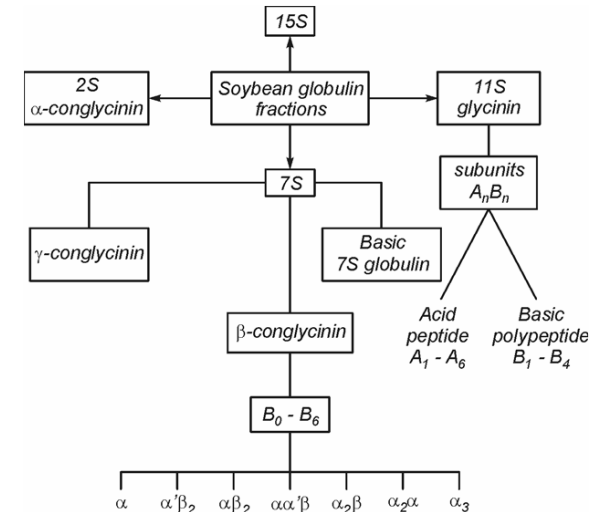 15S
2S
α-conglycinin
Soybean globulin
fractions
11S
glycinin
7S
subunits
AₙBₙ
γ-conglycinin
Basic
7S globulin
Acid
peptide
A₁ - A₆
Basic
polypeptide
B₁ - B₄
β-conglycinin
B₀ - B₆
α α'β₂ αβ₂ αα'β α₂β α₂α α₃